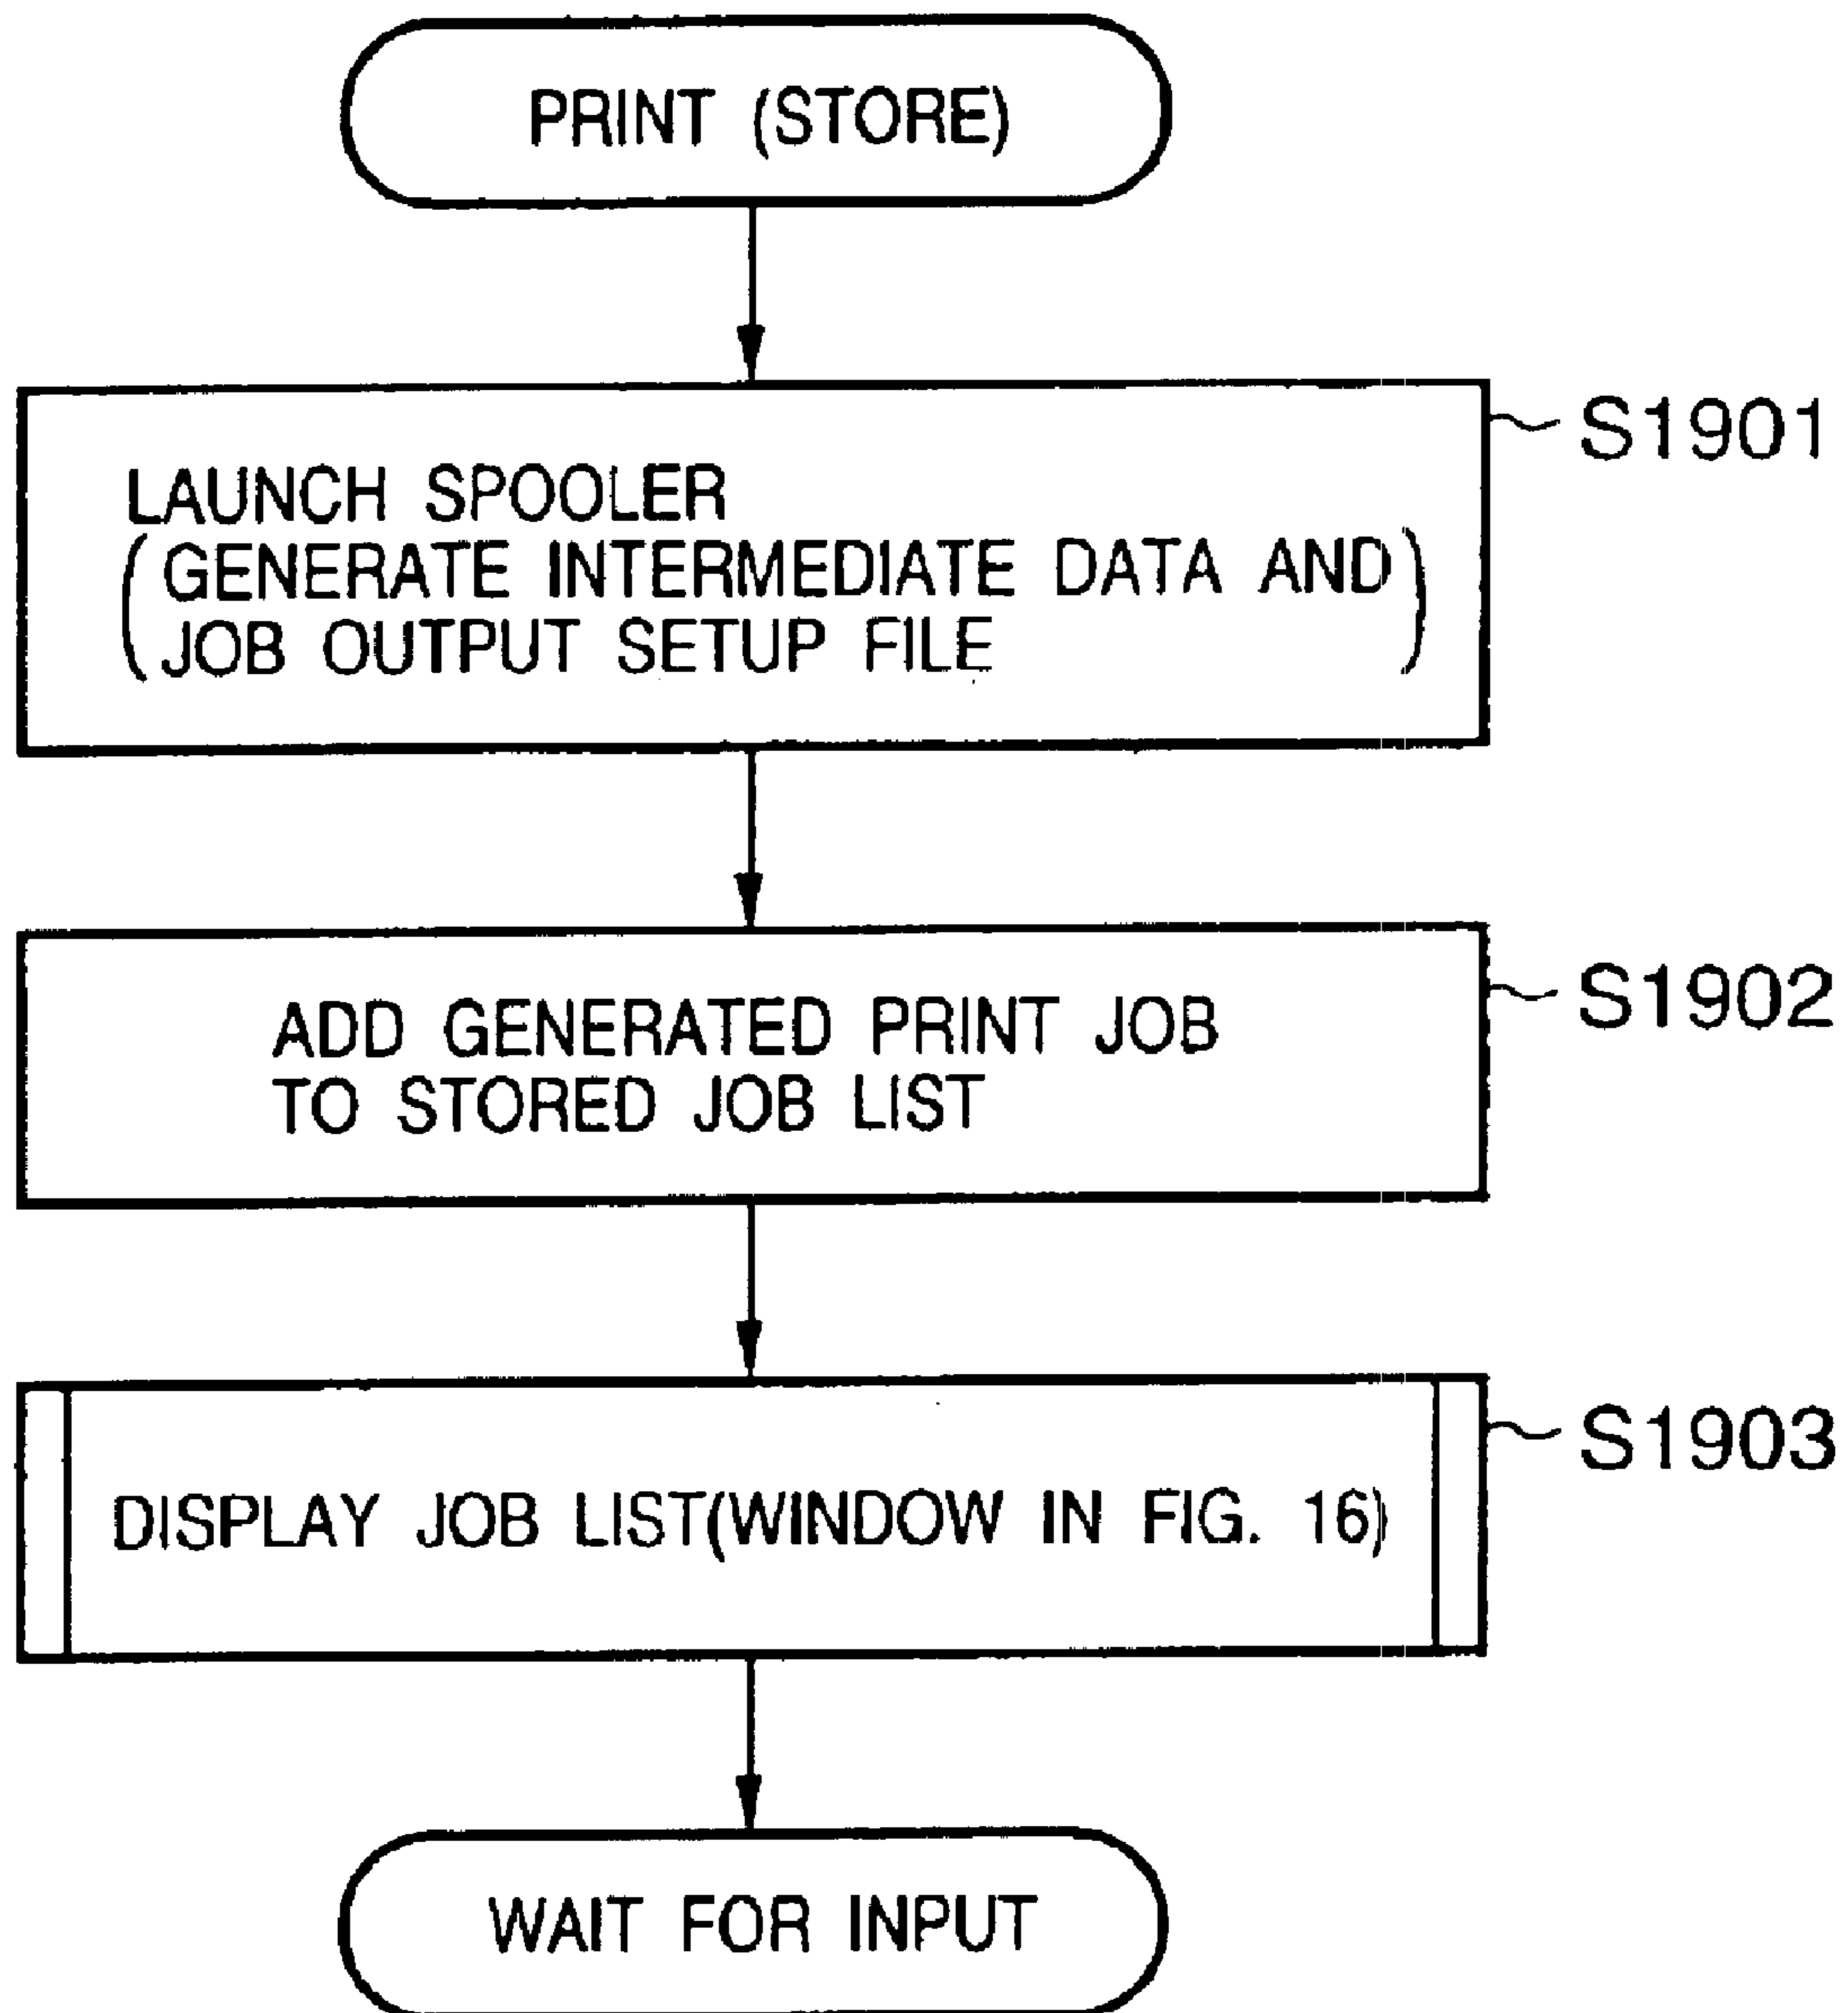 PRINT (STORE)
S1901
LAUNCH SPOOLER
(GENERATE INTERMEDIATE DATA AND
JOB OUTPUT SETUP FILE)
S1902
ADD GENERATED PRINT JOB
TO STORED JOB LIST
S1903
DISPLAY JOB LIST(WINDOW IN FIG. 16)
WAIT FOR INPUT